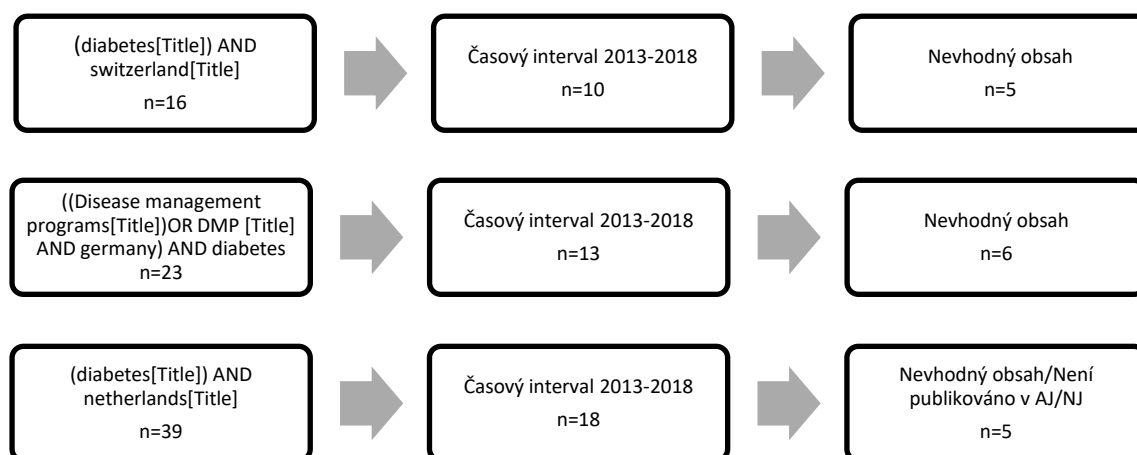 (diabetes[Title]) AND
switzerland[Title]
n=16
Časový interval 2013-2018
n=10
Nevhodný obsah
n=5
((Disease management
programs[Title])OR DMP [Title]
AND germany) AND diabetes
n=23
Časový interval 2013-2018
n=13
Nevhodný obsah
n=6
(diabetes[Title]) AND
netherlands[Title]
n=39
Časový interval 2013-2018
n=18
Nevhodný obsah/Není
publikováno v AJ/NJ
n=5